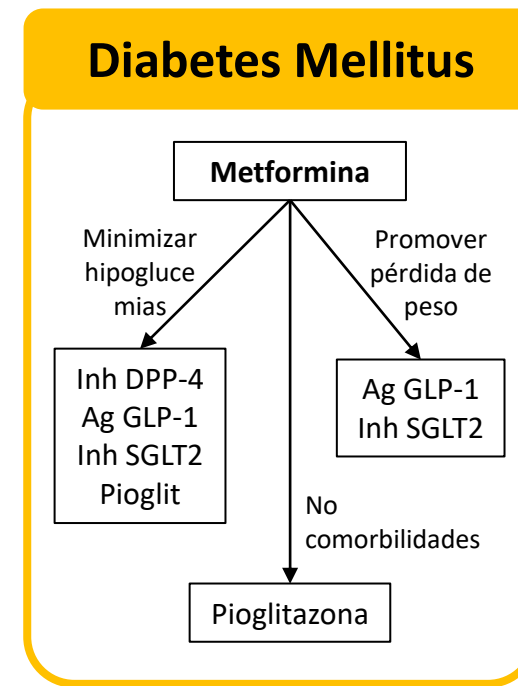 Diabetes Mellitus
Metformina
Minimizar
hipogluce
mias
Promover
pérdida de
peso
Inh DPP-4
Ag GLP-1
Inh SGLT2
Pioglit
Ag GLP-1
Inh SGLT2
No
comorbilidades
Pioglitazona